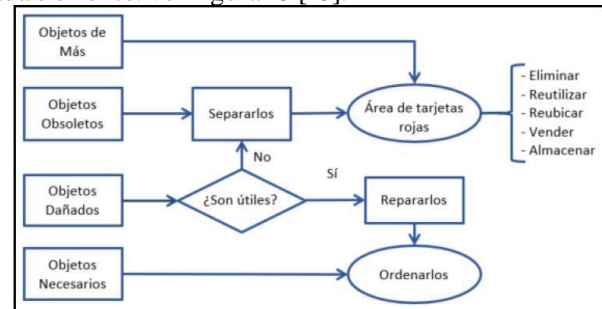 Objetos de
Más
Objetos
Obsoletos
Separarlos
Área de tarjetas
rojas
- Eliminar
- Reutilizar
- Reubicar
- Vender
- Almacenar
No
Sí
Objetos
Dañados
¿Son útiles?
Repararlos
Objetos
Necesarios
Ordenarlos